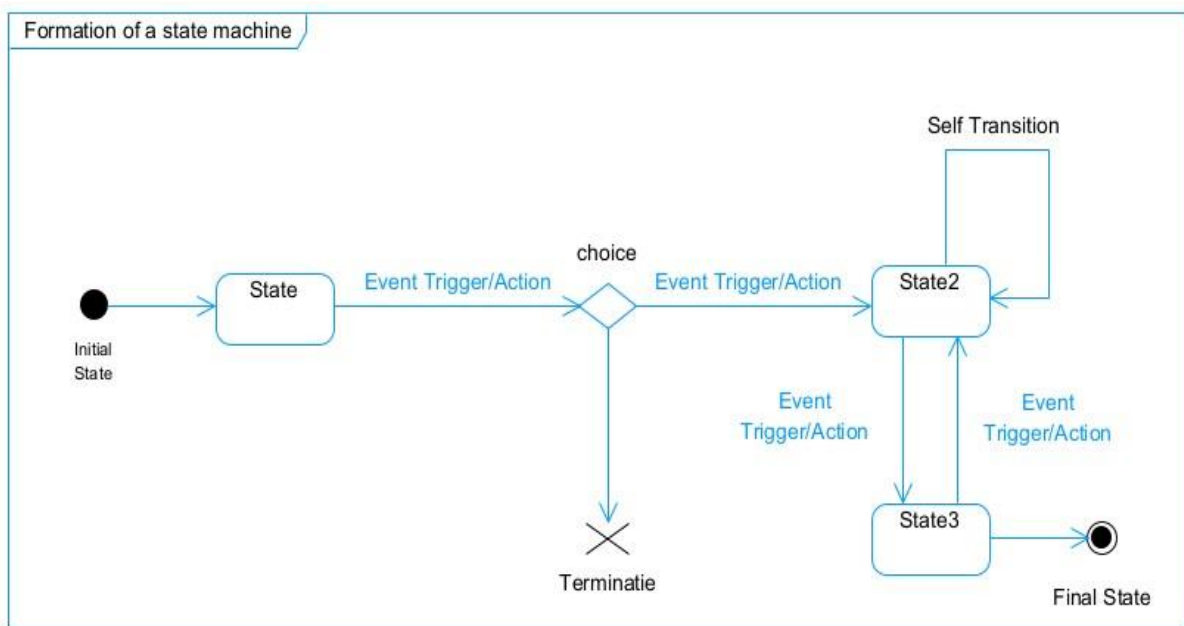 Formation of a state machine
Self Transition
choice
State
Event Trigger/Action
Event Trigger/Action
State2
Initial
State
Event
Trigger/Action
Event
Trigger/Action
State3
Terminatie
Final State